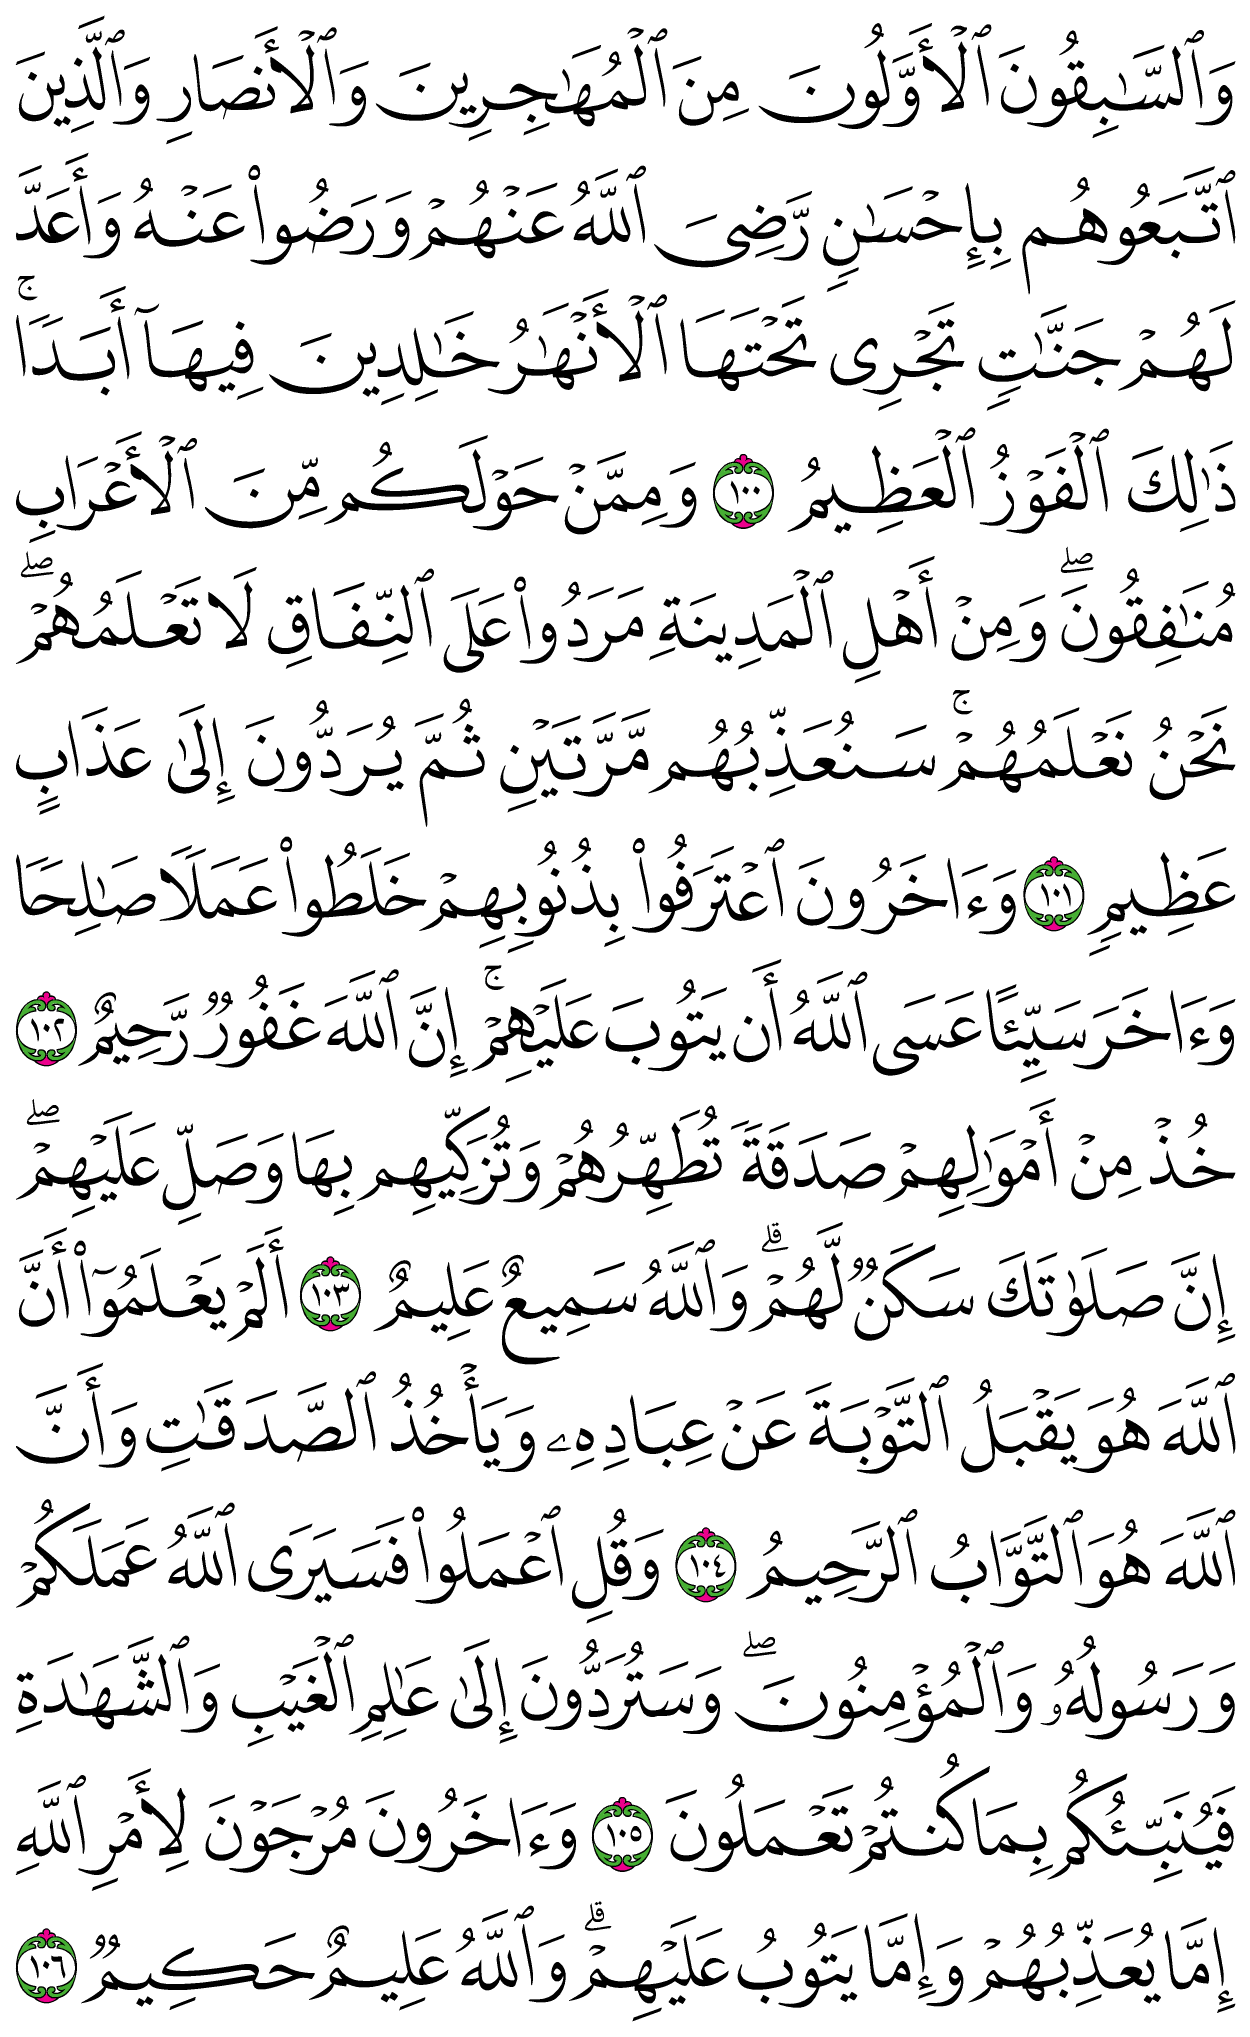 وَٱلسَّـٰبِقُونَ ٱلْأَوَّلُونَ مِنَ ٱلْمُهَـٰجِرِينَ وَٱلْأَنصَارِ وَٱلَّذِينَ
ٱتَّبَعُوهُم بِإِحْسَـٰنٍ رَّضِىَ ٱللَّهُ عَنْهُمْ وَرَضُوا۟ عَنْهُ وَأَعَدَّ
لَهُمْ جَنَّـٰتٍ تَجْرِى تَحْتَهَا ٱلْأَنْهَـٰرُ خَـٰلِدِينَ فِيهَآ أَبَدًا ۚ
ذَٰلِكَ ٱلْفَوْزُ ٱلْعَظِيمُ ١٠٠ وَمِمَّنْ حَوْلَكُم مِّنَ ٱلْأَعْرَابِ
مُنَـٰفِقُونَ ۖ وَمِنْ أَهْلِ ٱلْمَدِينَةِ مَرَدُوا۟ عَلَى ٱلنِّفَاقِ لَا تَعْلَمُهُمْ ۖ
نَحْنُ نَعْلَمُهُمْ ۚ سَنُعَذِّبُهُم مَّرَّتَيْنِ ثُمَّ يُرَدُّونَ إِلَىٰ عَذَابٍ
عَظِيمٍ ١٠١ وَءَاخَرُونَ ٱعْتَرَفُوا۟ بِذُنُوبِهِمْ خَلَطُوا۟ عَمَلًا صَـٰلِحًا
وَءَاخَرَ سَيِّئًا عَسَى ٱللَّهُ أَن يَتُوبَ عَلَيْهِمْ ۚ إِنَّ ٱللَّهَ غَفُورٌ رَّحِيمٌ ١٠٢
خُذْ مِنْ أَمْوَٰلِهِمْ صَدَقَةً تُطَهِّرُهُمْ وَتُزَكِّيهِم بِهَا وَصَلِّ عَلَيْهِمْ ۖ
إِنَّ صَلَوٰتَكَ سَكَنٌ لَّهُمْ ۗ وَٱللَّهُ سَمِيعٌ عَلِيمٌ ١٠٣ أَلَمْ يَعْلَمُوٓا۟ أَنَّ
ٱللَّهَ هُوَ يَقْبَلُ ٱلتَّوْبَةَ عَنْ عِبَادِهِۦ وَيَأْخُذُ ٱلصَّدَقَـٰتِ وَأَنَّ
ٱللَّهَ هُوَ ٱلتَّوَّابُ ٱلرَّحِيمُ ١٠٤ وَقُلِ ٱعْمَلُوا۟ فَسَيَرَى ٱللَّهُ عَمَلَكُمْ
وَرَسُولُهُۥ وَٱلْمُؤْمِنُونَ ۖ وَسَتُرَدُّونَ إِلَىٰ عَـٰلِمِ ٱلْغَيْبِ وَٱلشَّهَـٰدَةِ
فَيُنَبِّئُكُم بِمَا كُنتُمْ تَعْمَلُونَ ١٠٥ وَءَاخَرُونَ مُرْجَوْنَ لِأَمْرِ ٱللَّهِ
إِمَّا يُعَذِّبُهُمْ وَإِمَّا يَتُوبُ عَلَيْهِمْ ۗ وَٱللَّهُ عَلِيمٌ حَكِيمٌ ١٠٦